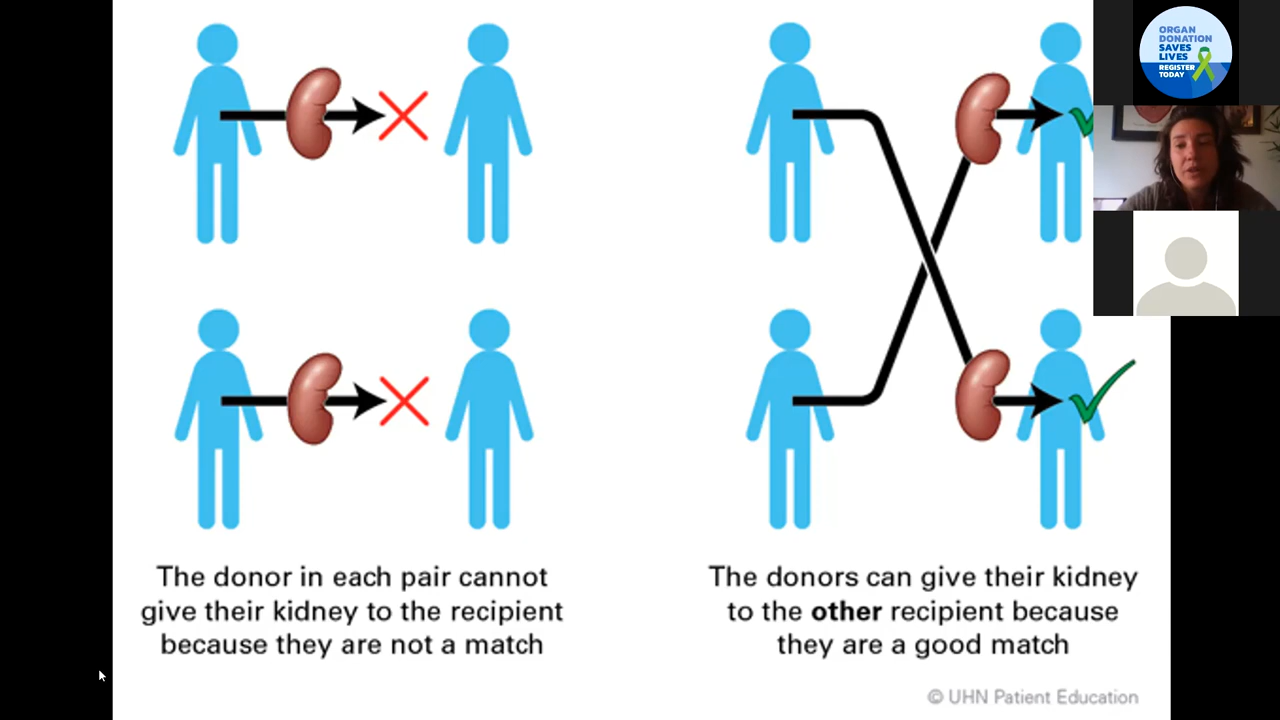 ORGAN
DONATION
SAVES
LIVES
REGISTER
TODAY
The donor in each pair cannot
give their kidney to the recipient
because they are not a match
The donors can give their kidney
to the other recipient because
they are a good match
© UHN Patient Education